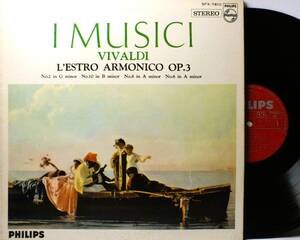 I MUSICI
STEREO
PHILIPS
VIVALDI
L'ESTRO ARMONICO OP.3
No.2 in G minor · No.10 in B minor · No.8 in A minor · No.6 in A minor
PHILIPS
PHILIPS